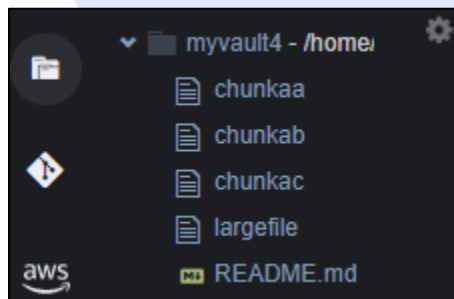 myvault4 - /home/
chunkaa
chunkab
chunkac
largefile
M↓ README.md
aws